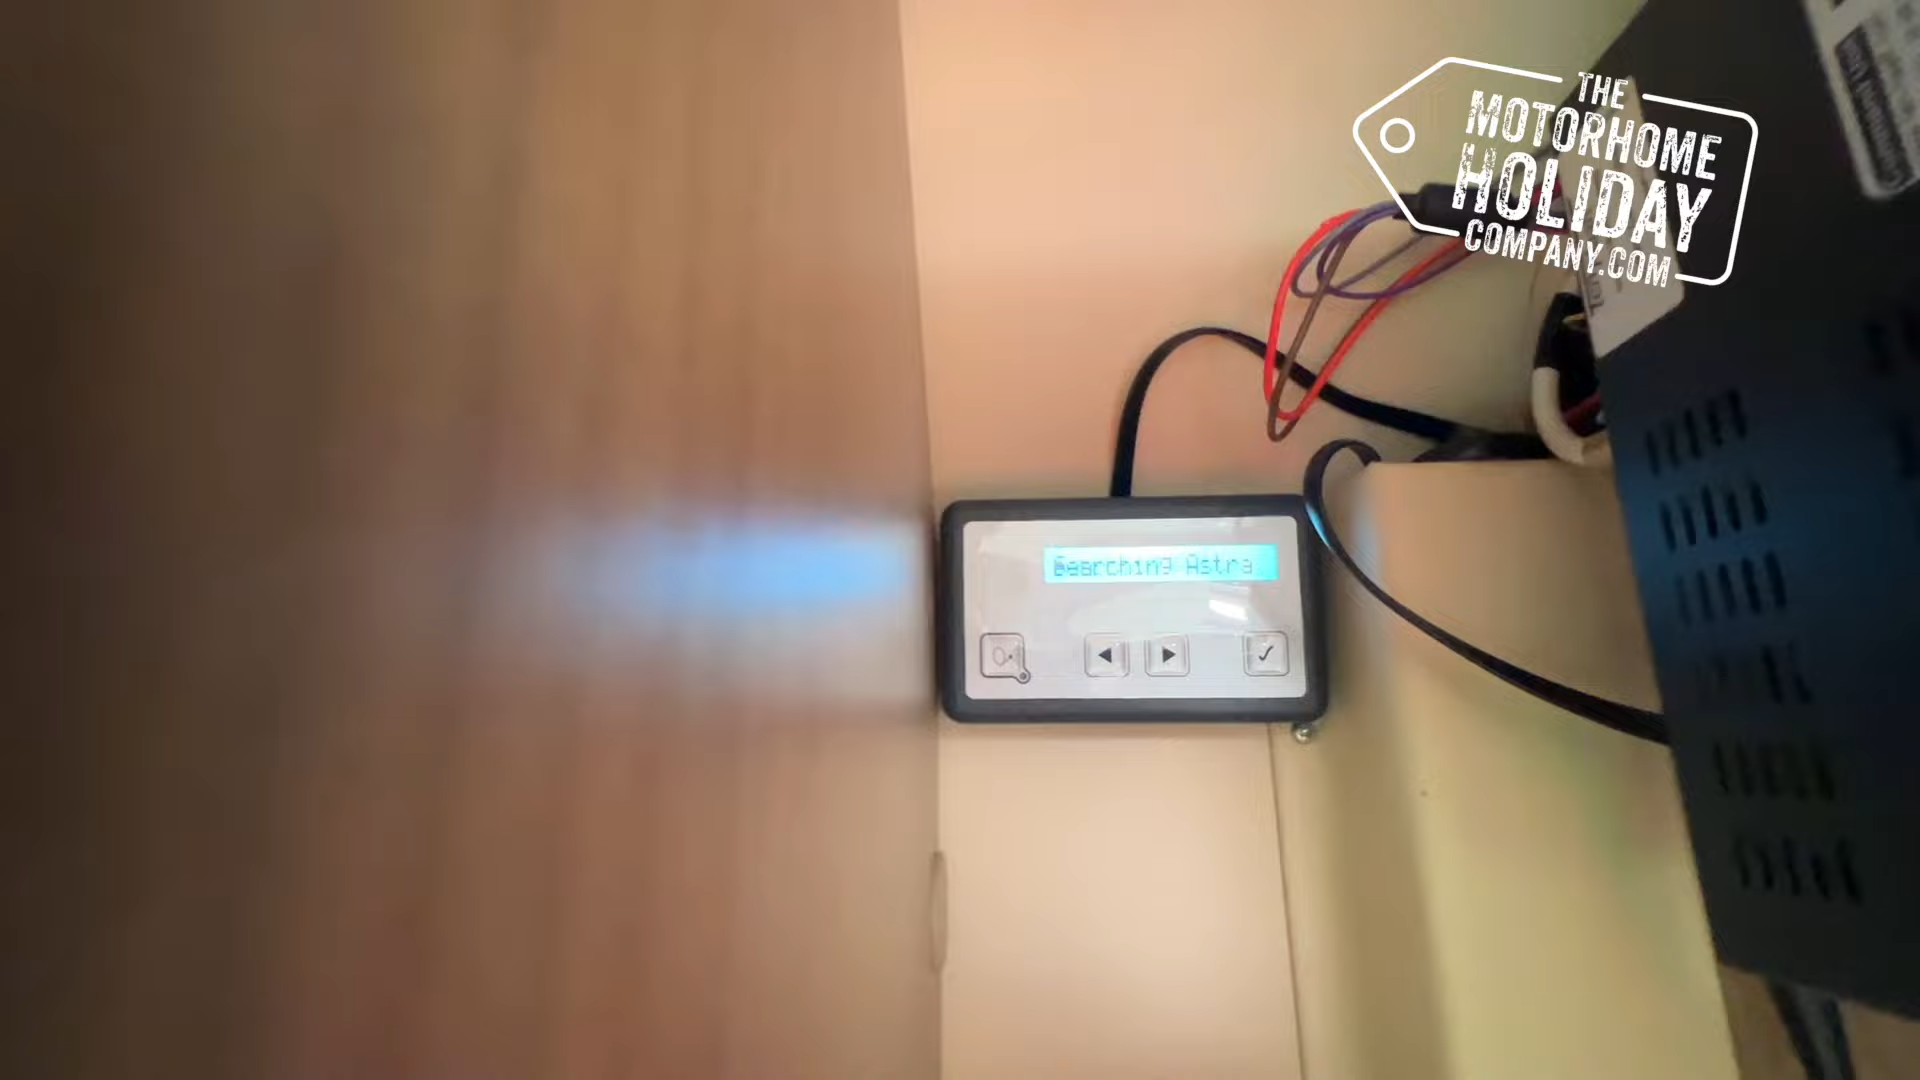 THE
MOTORHOME
HOLIDAY
COMPANY.COM
Searching Astra